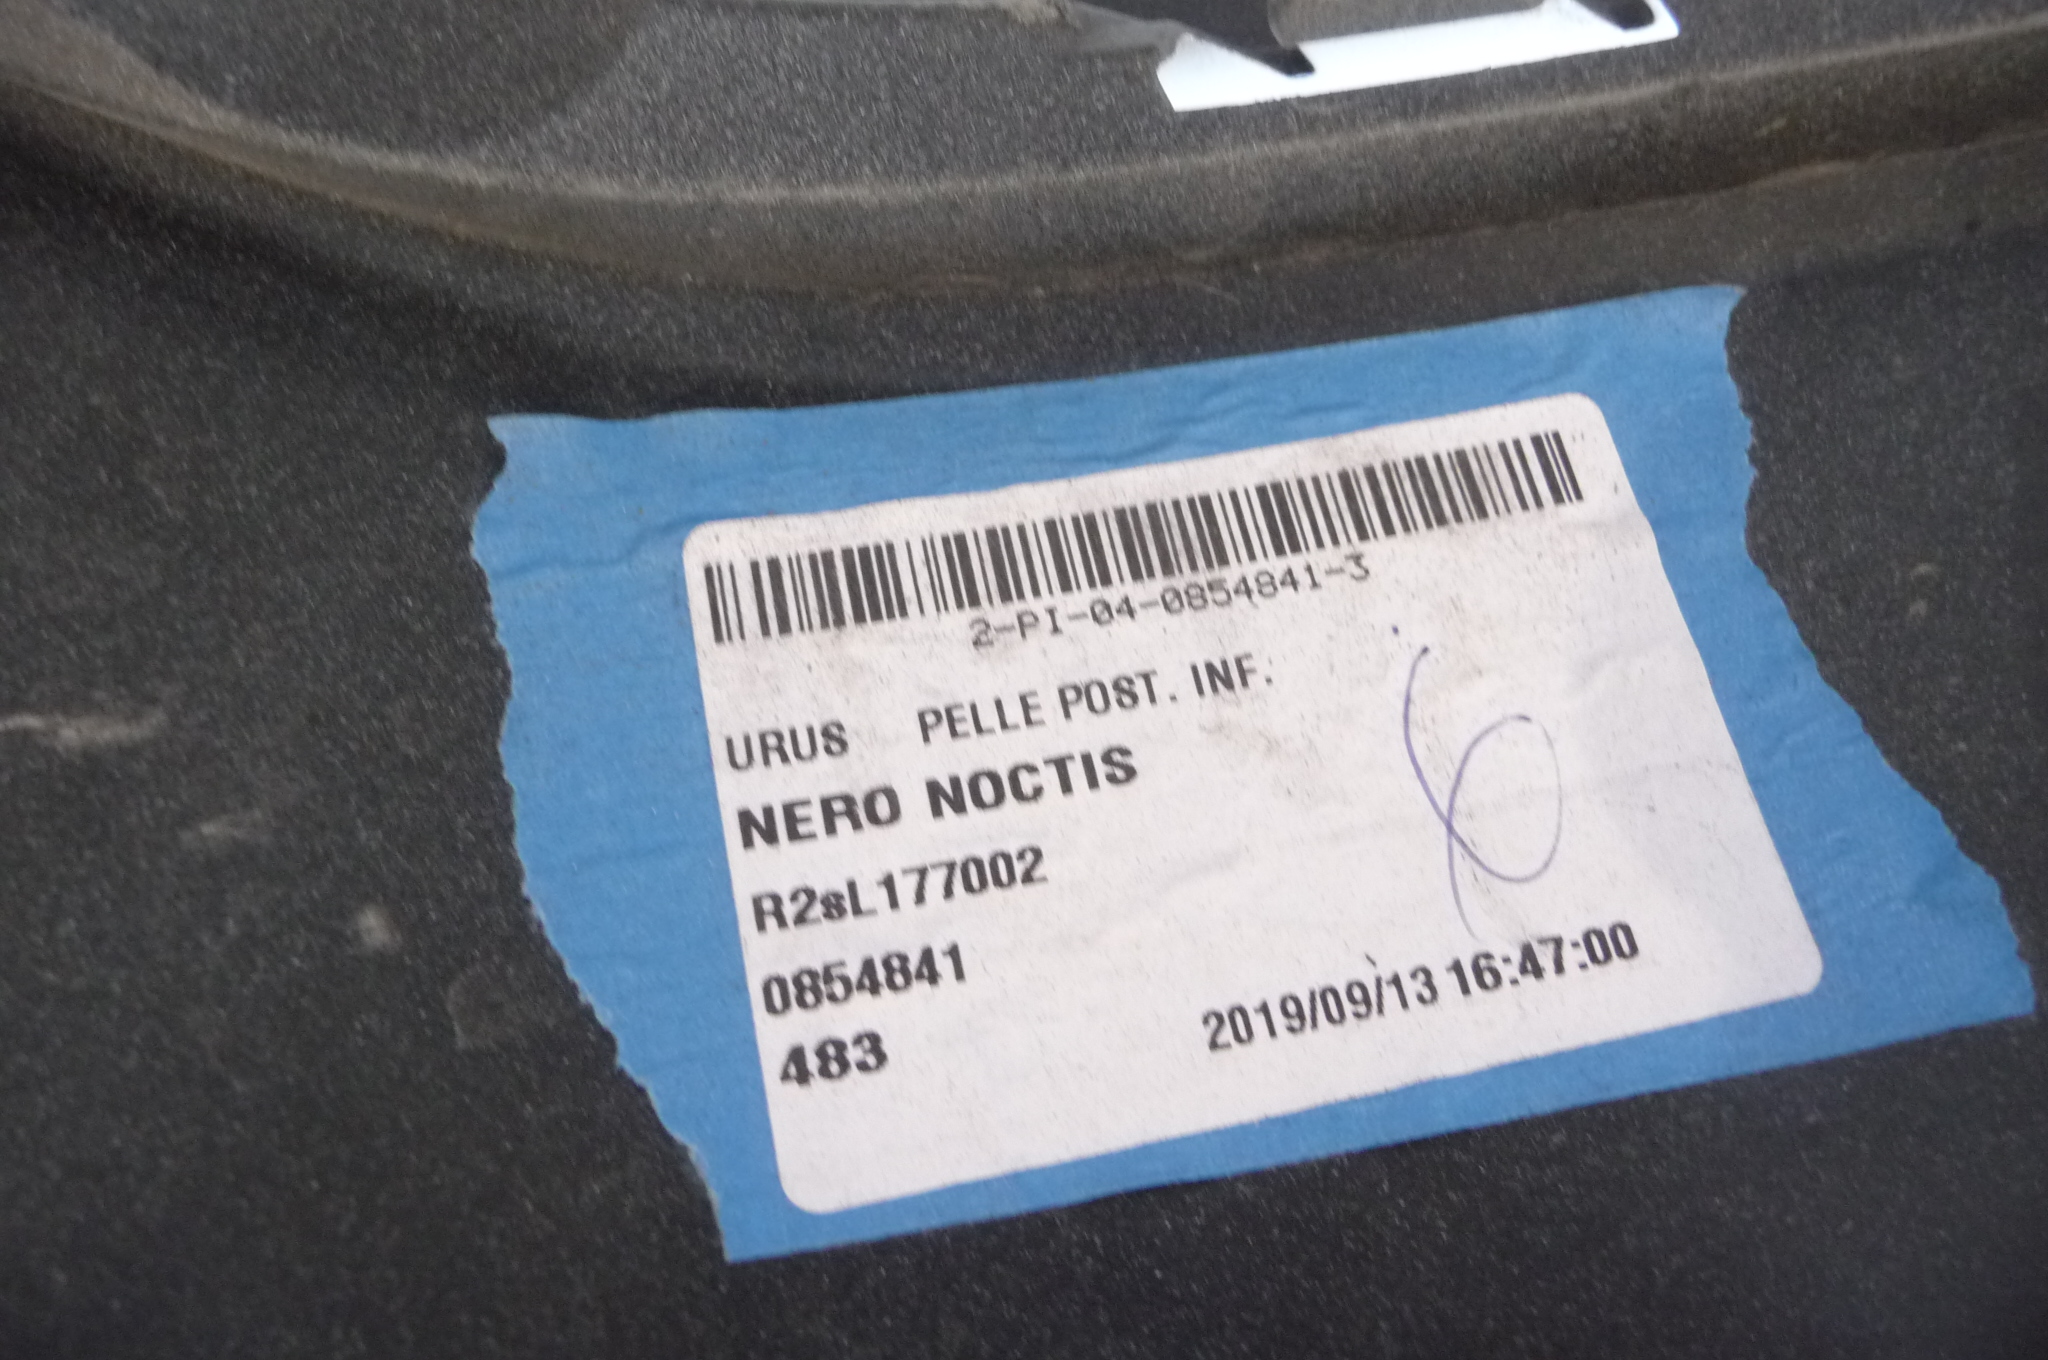 2-PI-04-0854841-3
URUS PELLE POST. INF.
NERO NOCTIS
R2sL177002
0854841
483
2019/09/13 16:47:00